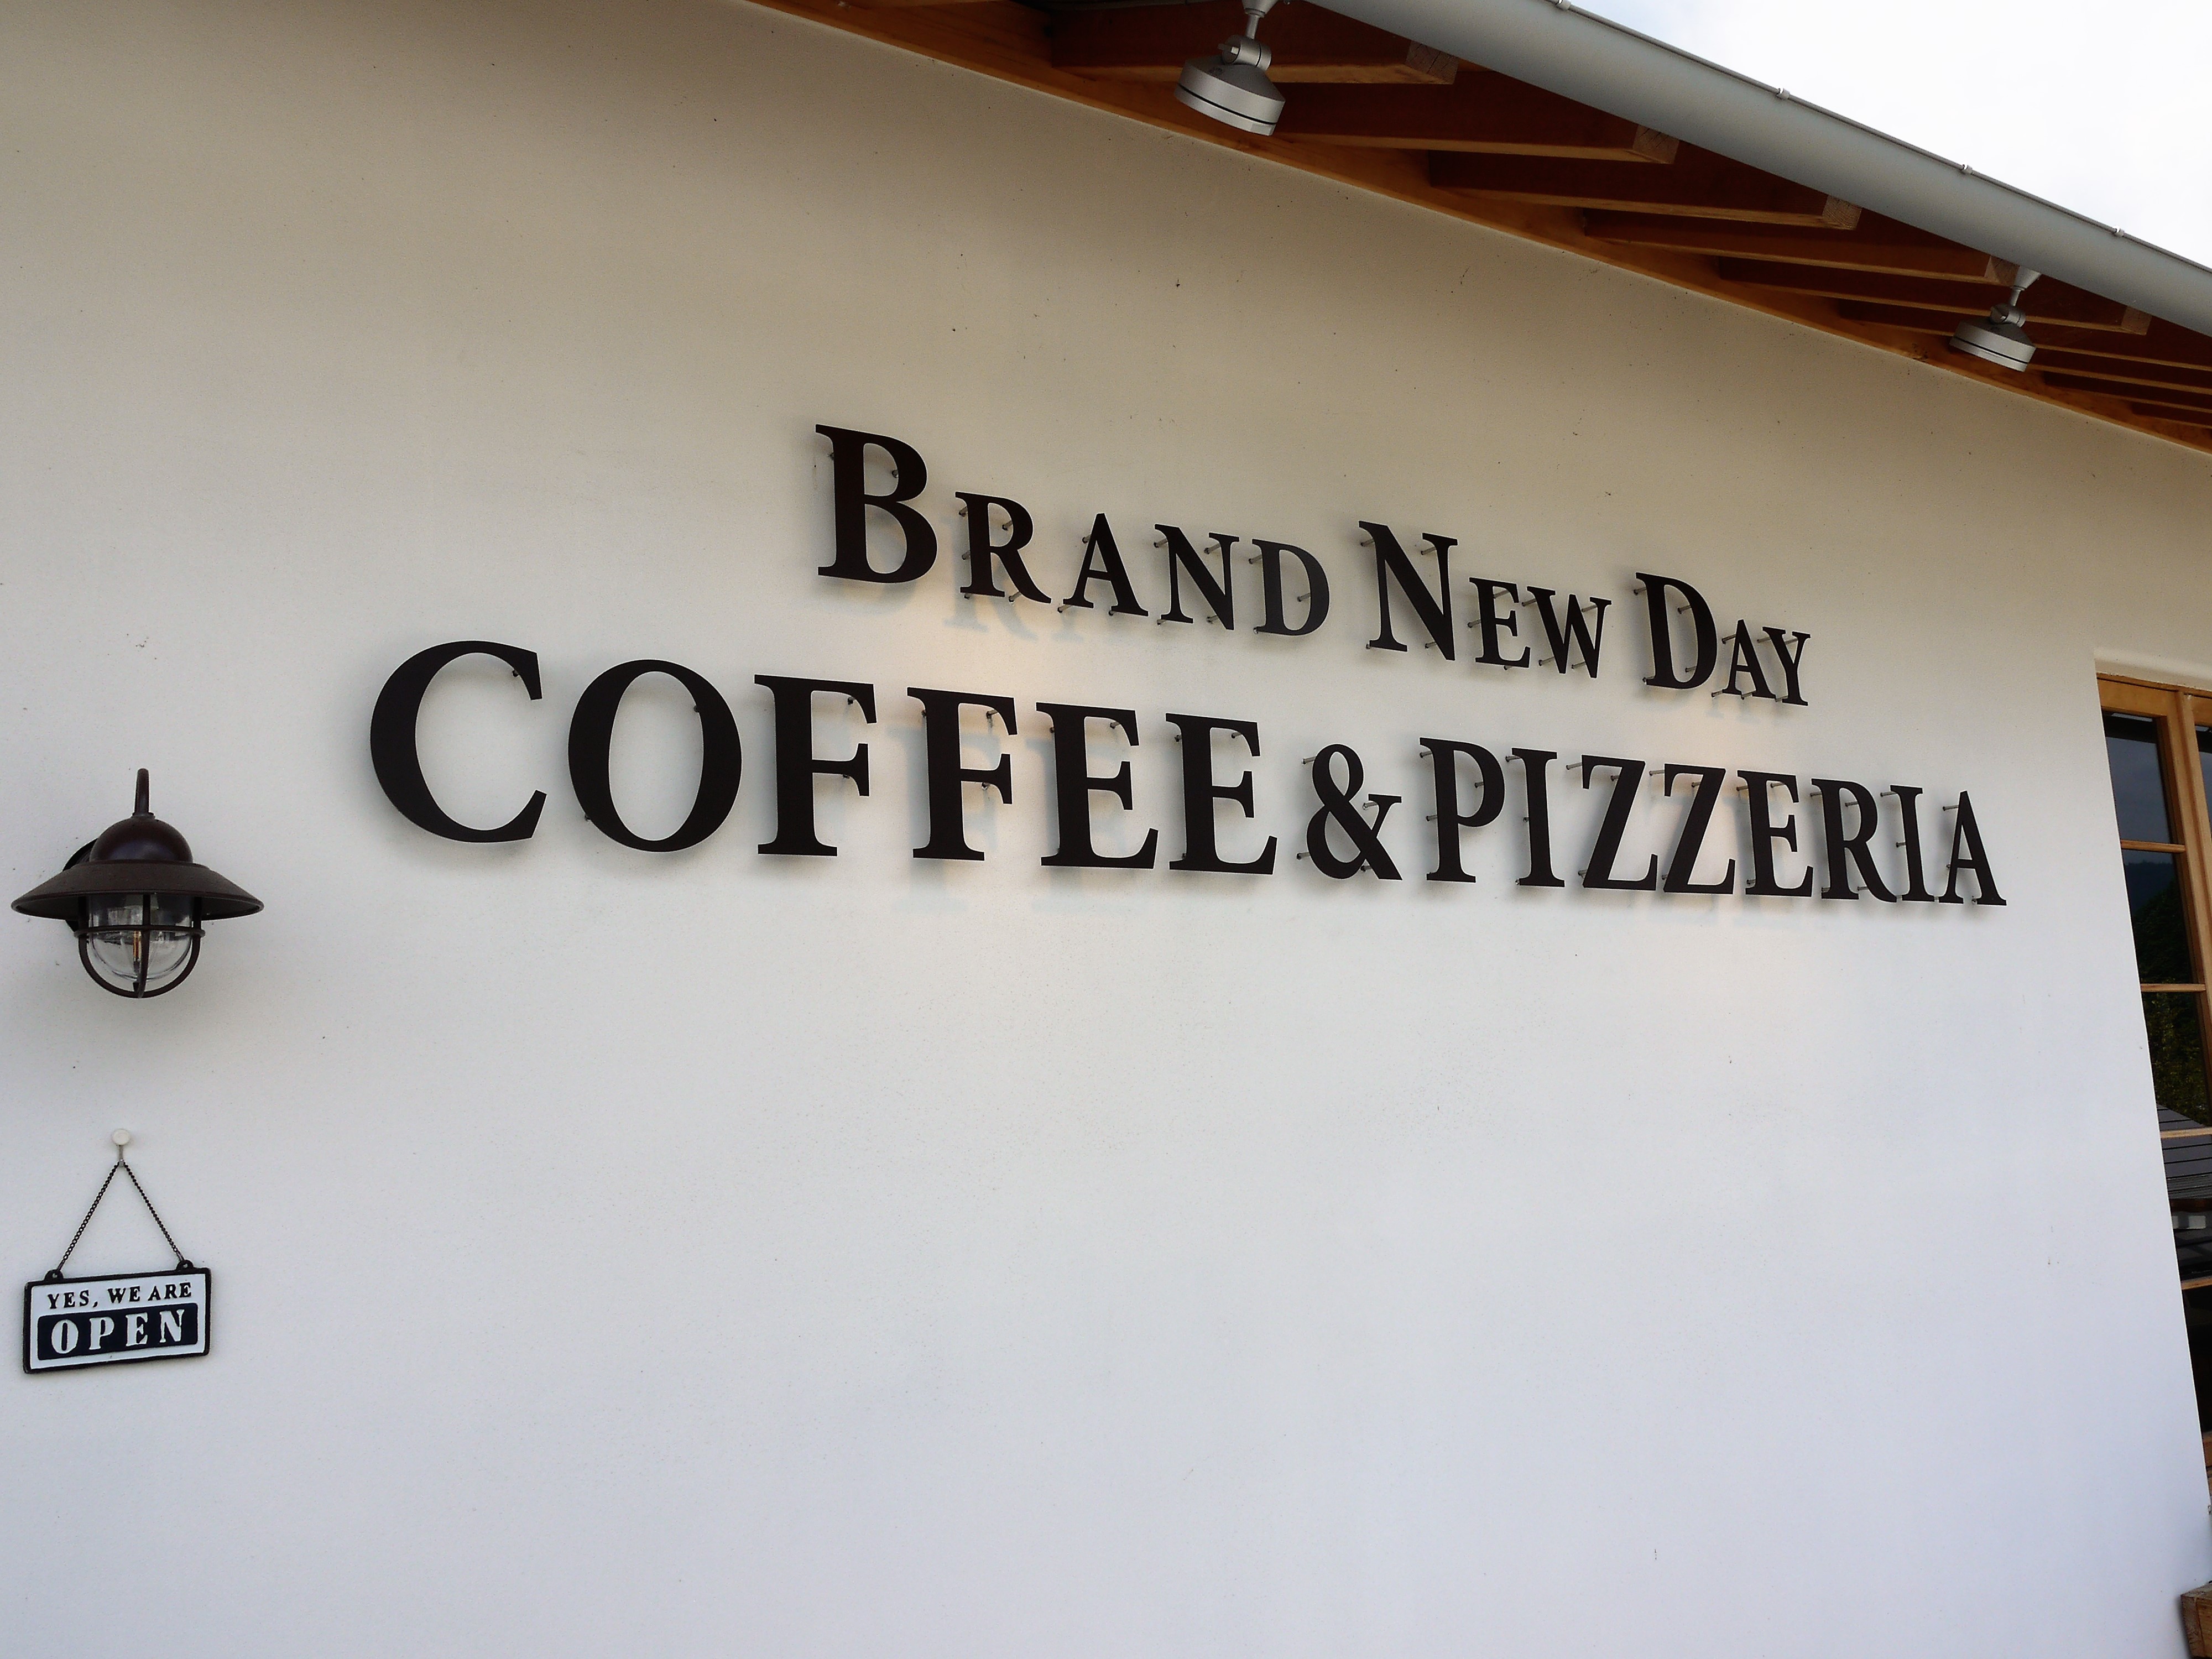 BRAND NEW DAY
COFFEE & PIZZERIA
YES, WE ARE
OPEN